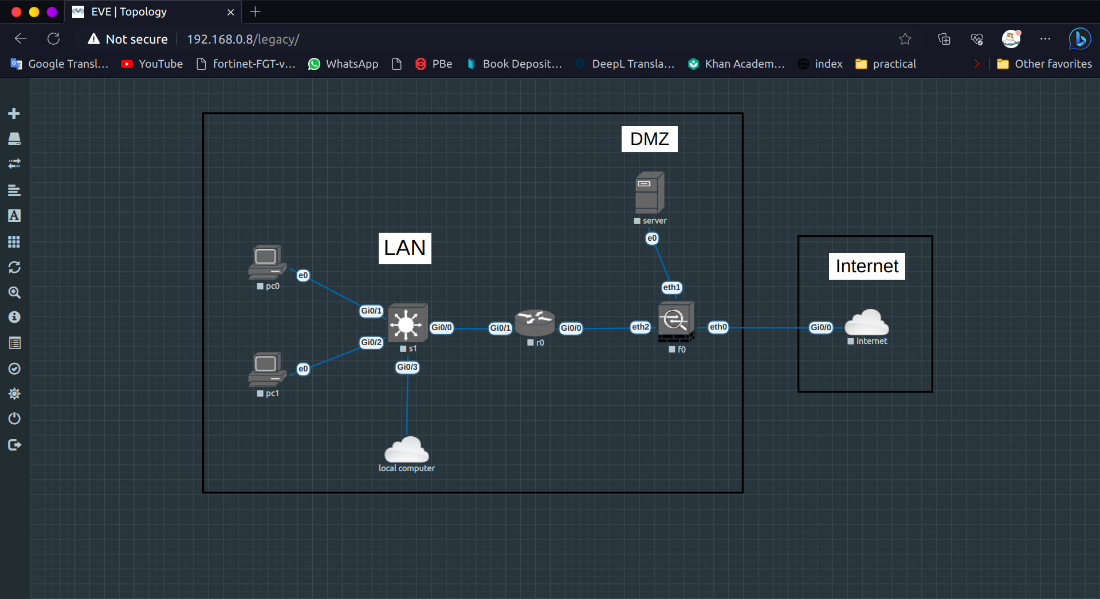 EVE | Topology
Not secure
192.168.0.8/legacy/
Google Transl...
YouTube
fortinet-FGT-v...
WhatsApp
PBe
Book Deposit...
DeepL Transla...
Khan Academ...
index
practical
Other favorites
DMZ
server
e0
LAN
Internet
pc0
e0
eth1
Gi0/1
Gi0/0
Gi0/1
Gi0/0
eth2
eth0
Gi0/0
s1
r0
f0
internet
Gi0/2
e0
Gi0/3
pc1
local computer